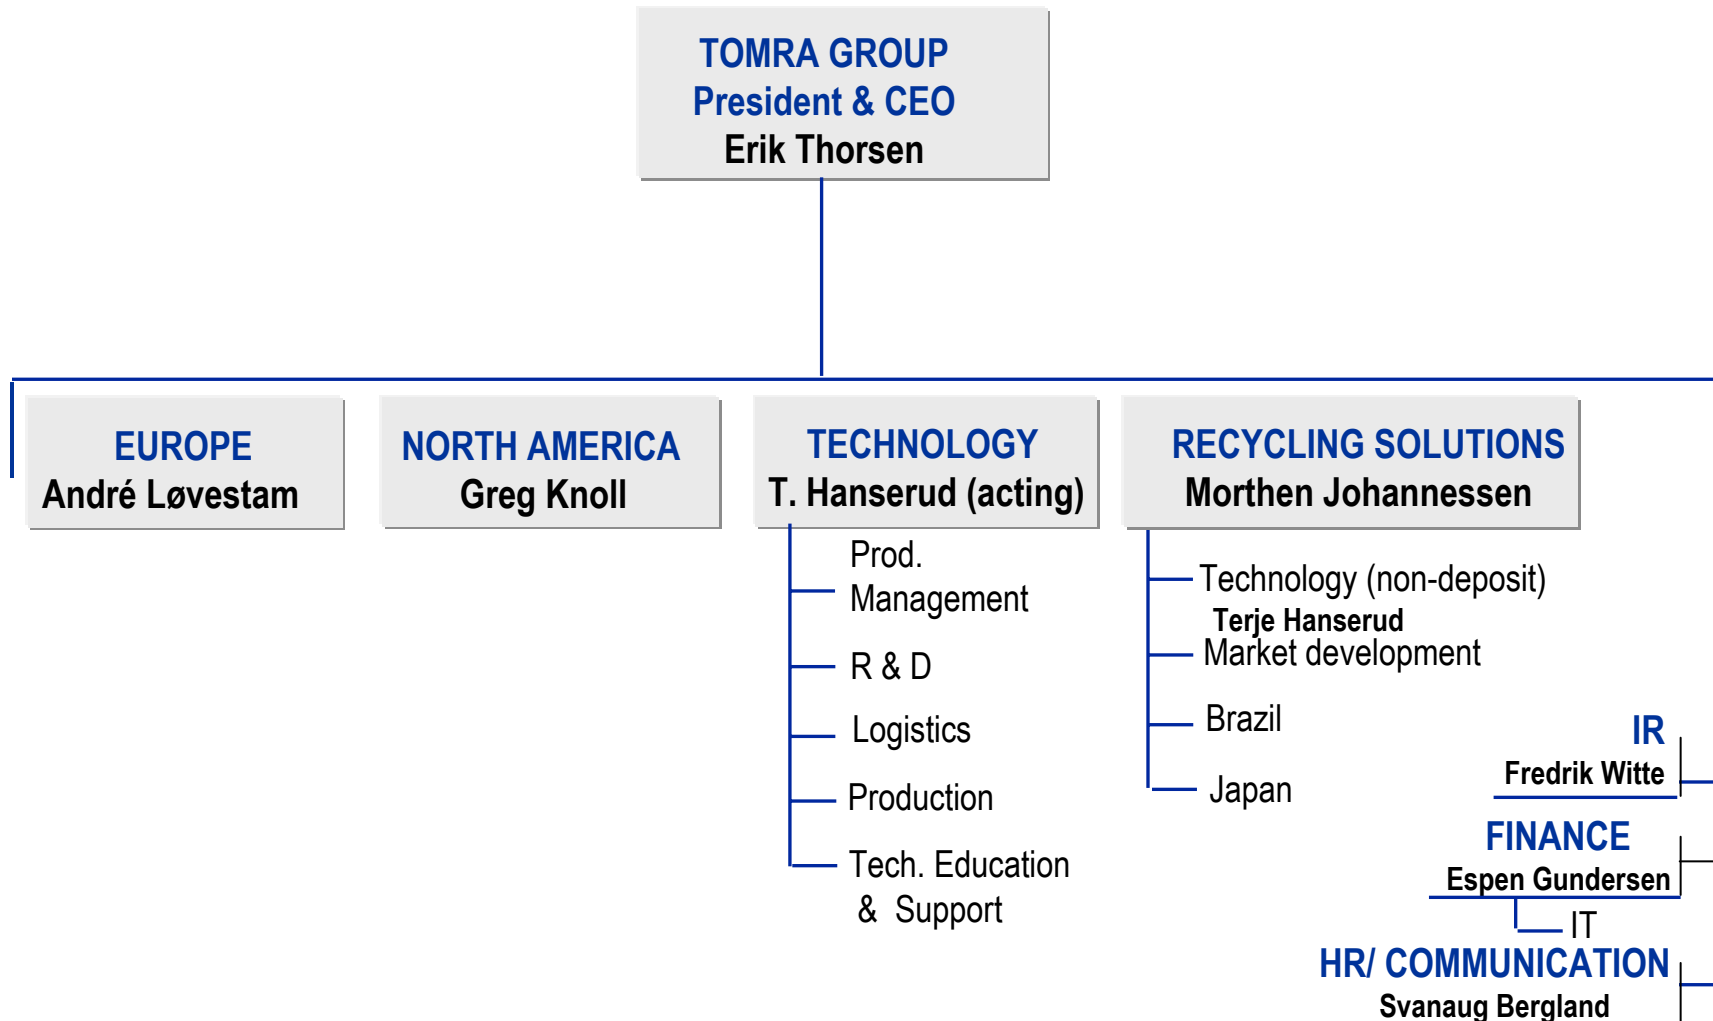 TOMRA GROUP
President & CEO
Erik Thorsen
EUROPE
André Løvestam
NORTH AMERICA
Greg Knoll
TECHNOLOGY
T. Hanserud (acting)
Prod.
Management
R & D
Logistics
Production
Tech. Education
& Support
RECYCLING SOLUTIONS
Morthen Johannessen
Technology (non-deposit)
Terje Hanserud
Market development
Brazil
Japan
IR
Fredrik Witte
FINANCE
Espen Gundersen
IT
HR/ COMMUNICATION
Svanaug Bergland